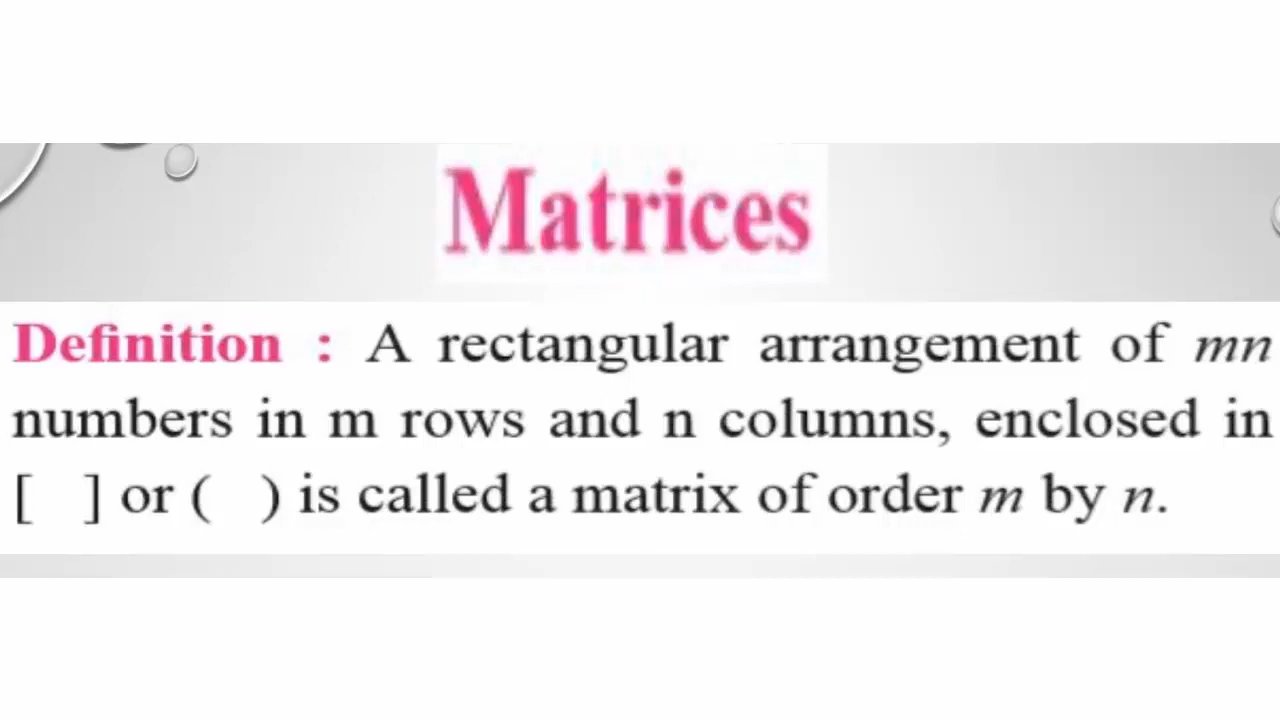 Matrices
Definition : A rectangular arrangement of mn
numbers in m rows and n columns, enclosed in
[ ] or ( ) is called a matrix of order m by n.